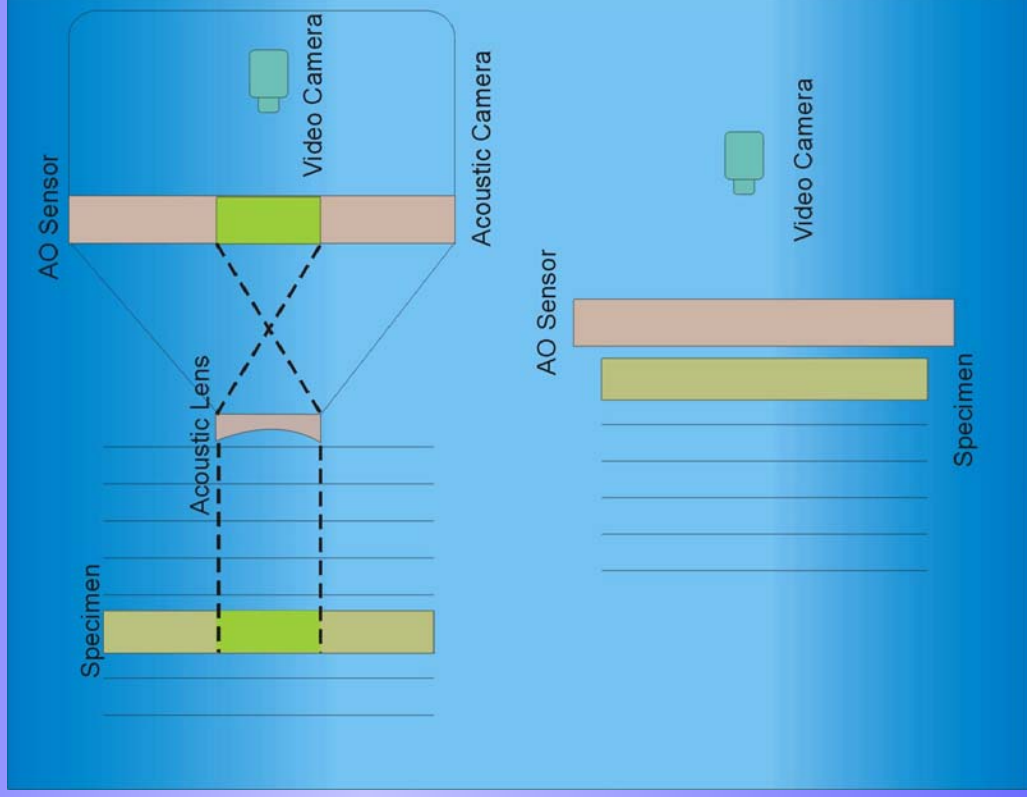 AO Sensor
Specimen
Acoustic Lens
Video Camera
Acoustic Camera
AO Sensor
Video Camera
Specimen